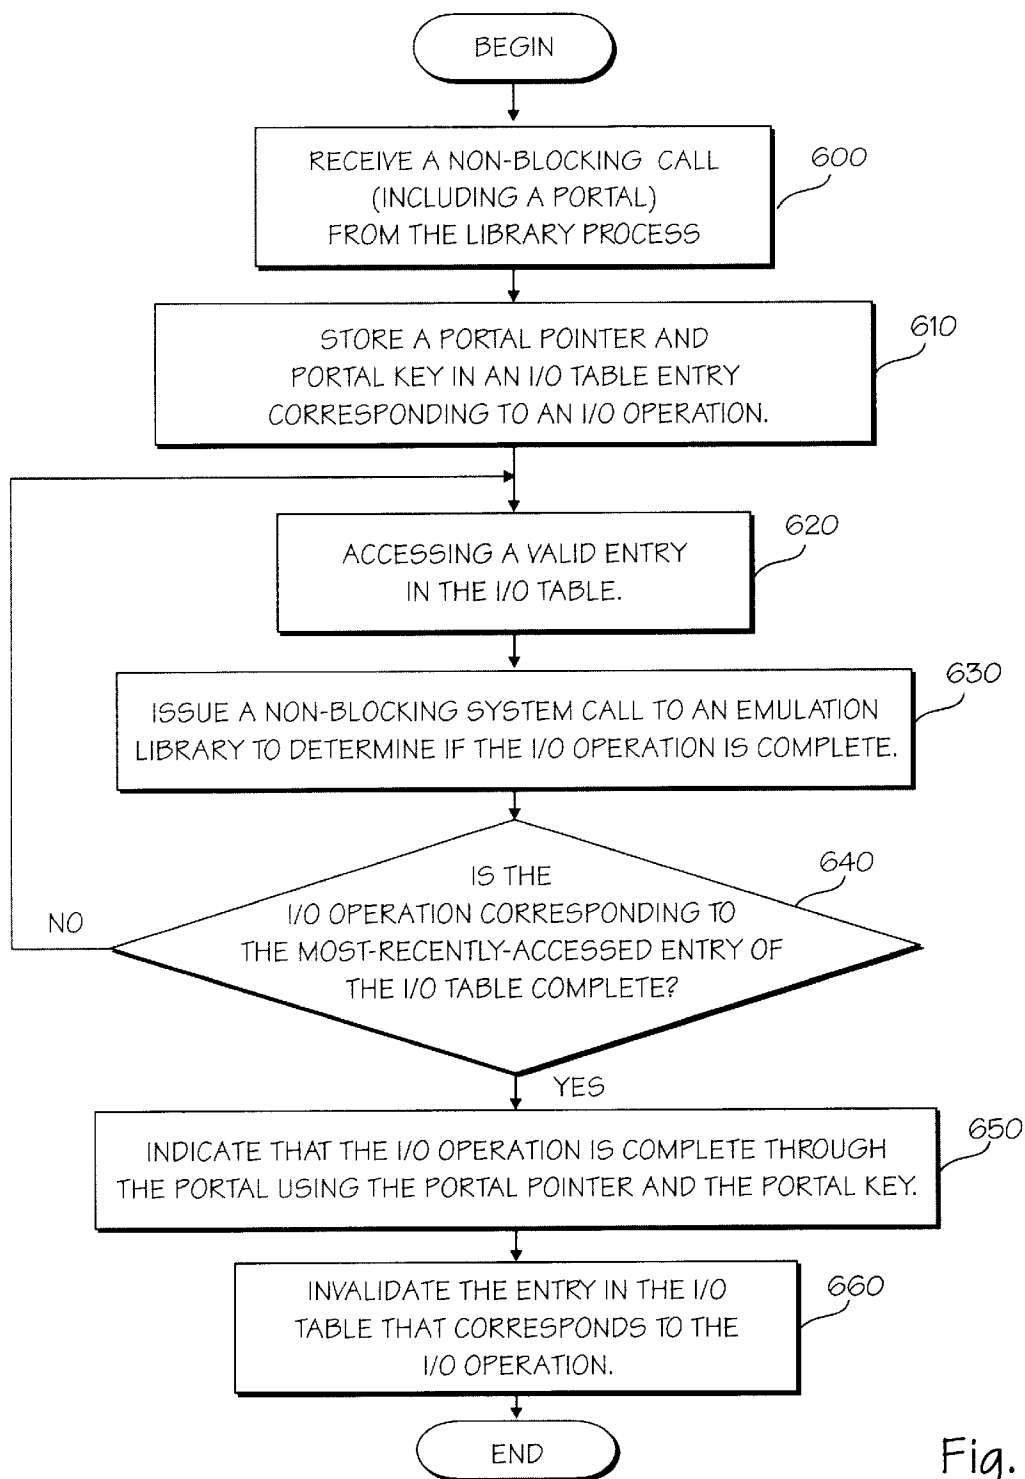 BEGIN
RECEIVE A NON-BLOCKING CALL
(INCLUDING A PORTAL)
FROM THE LIBRARY PROCESS
600
STORE A PORTAL POINTER AND
PORTAL KEY IN AN I/O TABLE ENTRY
CORRESPONDING TO AN I/O OPERATION.
610
ACCESSING A VALID ENTRY
IN THE I/O TABLE.
620
ISSUE A NON-BLOCKING SYSTEM CALL TO AN EMULATION
LIBRARY TO DETERMINE IF THE I/O OPERATION IS COMPLETE.
630
IS THE
I/O OPERATION CORRESPONDING TO
THE MOST-RECENTLY-ACCESSED ENTRY OF
THE I/O TABLE COMPLETE?
640
NO
YES
INDICATE THAT THE I/O OPERATION IS COMPLETE THROUGH
THE PORTAL USING THE PORTAL POINTER AND THE PORTAL KEY.
650
INVALIDATE THE ENTRY IN THE I/O
TABLE THAT CORRESPONDS TO THE
I/O OPERATION.
660
END
Fig.